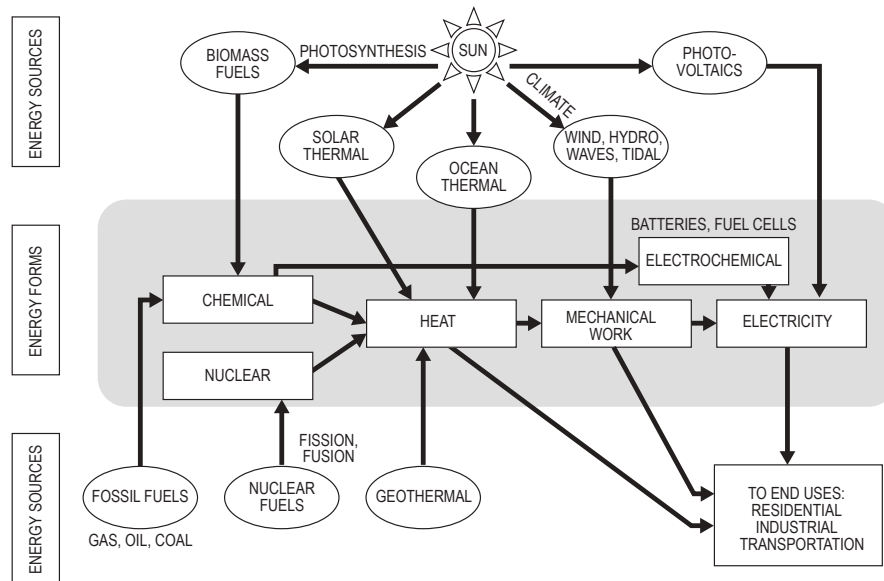 ENERGY SOURCES
BIOMASS
FUELS
PHOTOSYNTHESIS
SUN
PHOTO-
VOLTAICS
CLIMATE
SOLAR
THERMAL
OCEAN
THERMAL
WIND, HYDRO,
WAVES, TIDAL
ENERGY FORMS
BATTERIES, FUEL CELLS
ELECTROCHEMICAL
CHEMICAL
HEAT
MECHANICAL
WORK
ELECTRICITY
NUCLEAR
ENERGY SOURCES
FISSION,
FUSION
FOSSIL FUELS
GAS, OIL, COAL
NUCLEAR
FUELS
GEOTHERMAL
TO END USES:
RESIDENTIAL
INDUSTRIAL
TRANSPORTATION